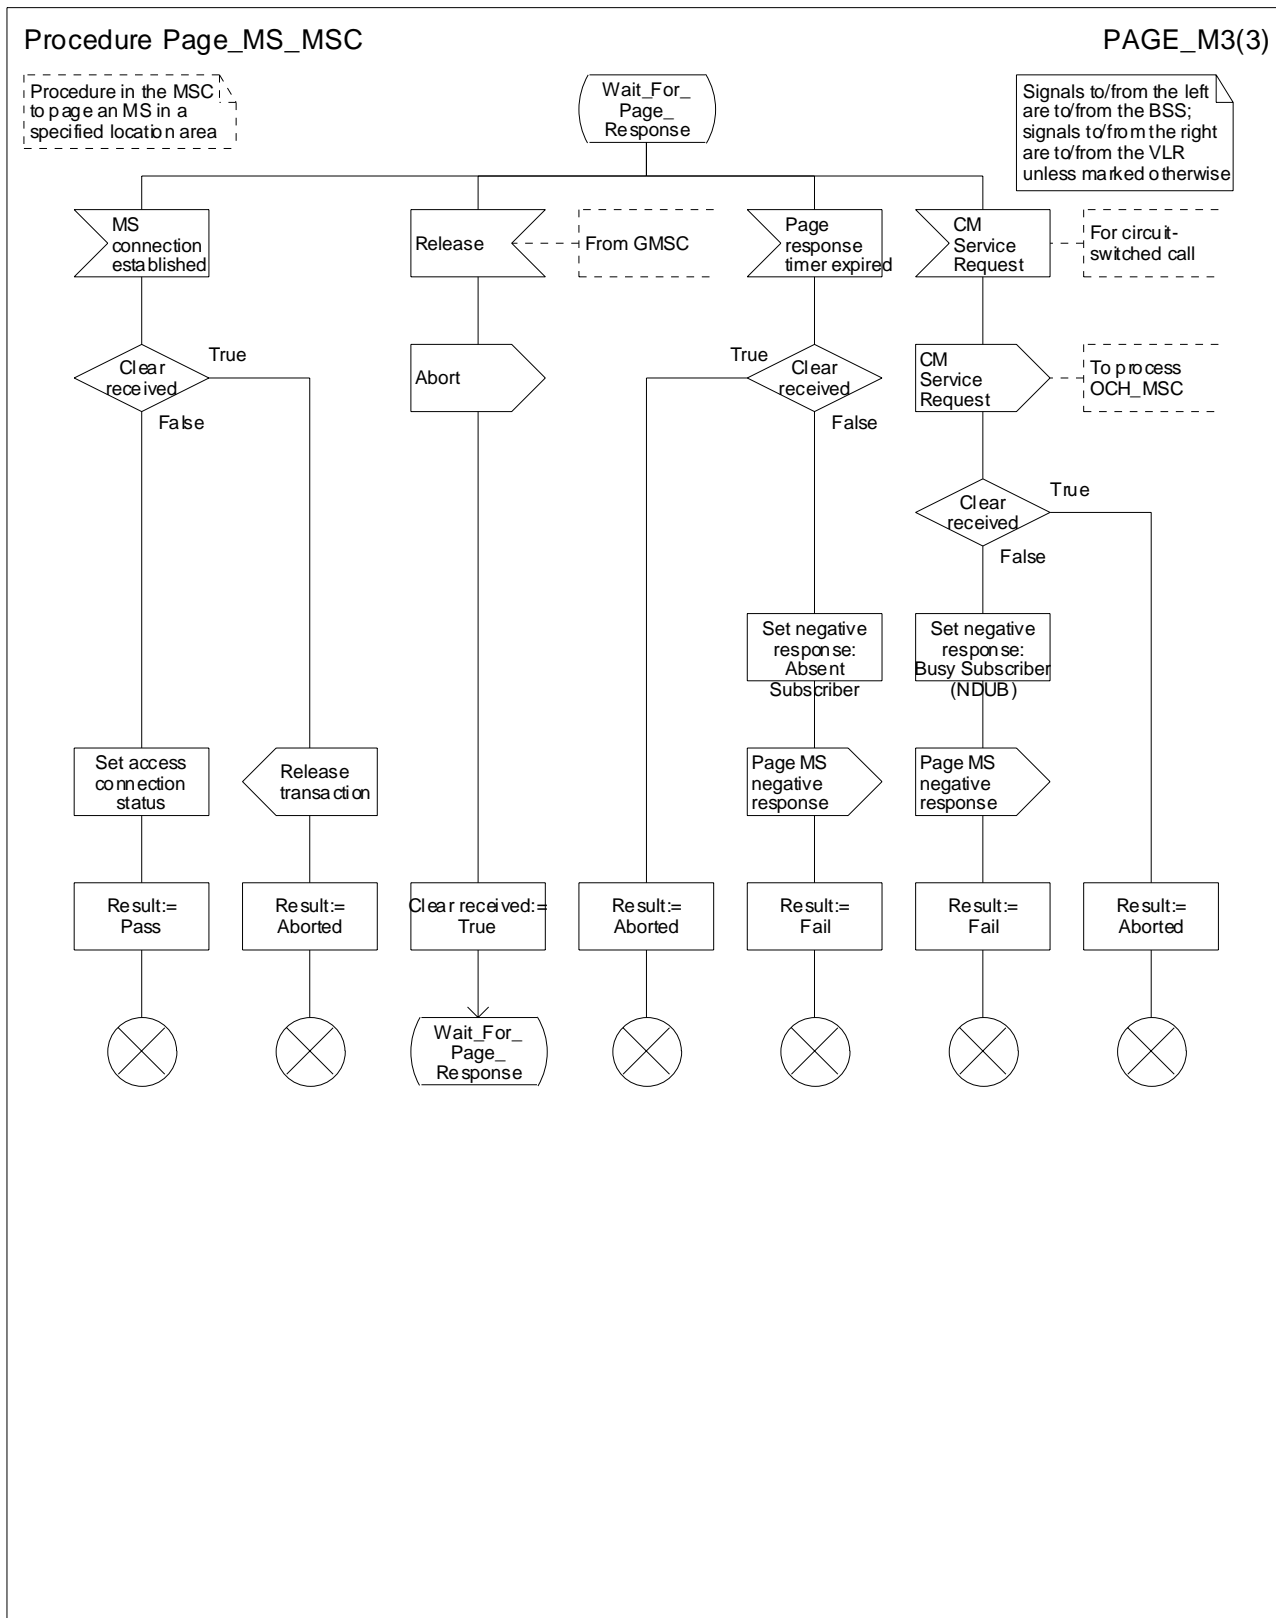 Procedure Page_MS_MSC
PAGE_M3(3)
Procedure in the MSC
to page an MS in a
specified location area
Wait_For_
Page_
Response
Signals to/from the left
are to/from the BSS;
signals to/from the right
are to/from the VLR
unless marked otherwise
MS
connection
established
Release
From GMSC
Page
response
timer expired
CM
Service
Request
For circuit-
switched call
Clear
received
True
False
Abort
True
Clear
received
False
CM
Service
Request
To process
OCH_MSC
Clear
received
True
False
Set negative
response:
Absent
Subscriber
Set negative
response:
Busy Subscriber
(NDUB)
Set access
connection
status
Release
transaction
Page MS
negative
response
Page MS
negative
response
Result:=
Pass
Result:=
Aborted
Clear received:=
True
Result:=
Aborted
Result:=
Fail
Result:=
Fail
Result:=
Aborted
Wait_For_
Page_
Response